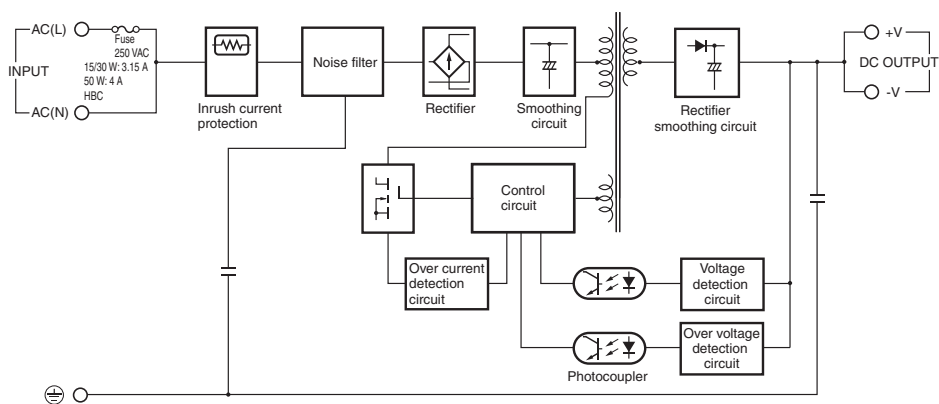 INPUT
AC(L)
AC(N)
Fuse
250 VAC
15/30 W: 3.15 A
50 W: 4 A
HBC
Inrush current
protection
Noise filter
Rectifier
Smoothing
circuit
Rectifier
smoothing circuit
+V
DC OUTPUT
-V
Control
circuit
Over current
detection
circuit
Voltage
detection
circuit
Over voltage
detection
circuit
Photocoupler